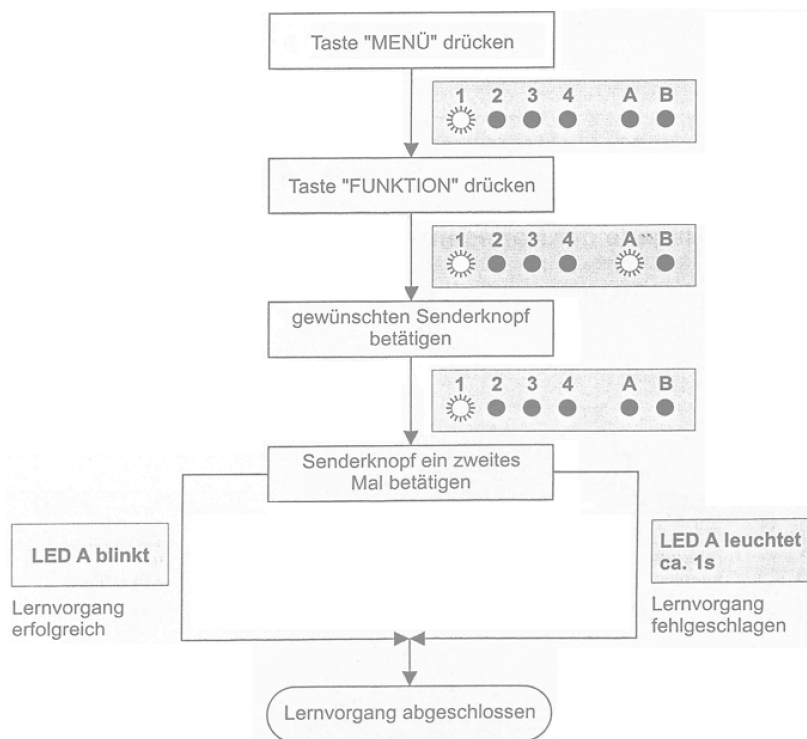 Taste "MENÜ" drücken
1 2 3 4 A B
Taste "FUNKTION" drücken
1 2 3 4 A B
gewünschten Senderknopf
betätigen
1 2 3 4 A B
Senderknopf ein zweites
Mal betätigen
LED A blinkt
Lernvorgang
erfolgreich
LED A leuchtet
ca. 1s
Lernvorgang
fehlgeschlagen
Lernvorgang abgeschlossen